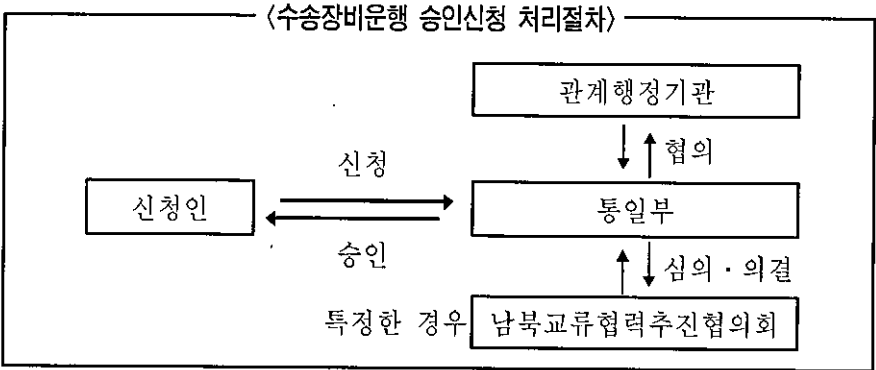 〈수송장비운행 승인신청 처리절차〉
관계행정기관
협의
신청
신청인
통일부
승인
심의·의결
특정한 경우
남북교류협력추진협의회